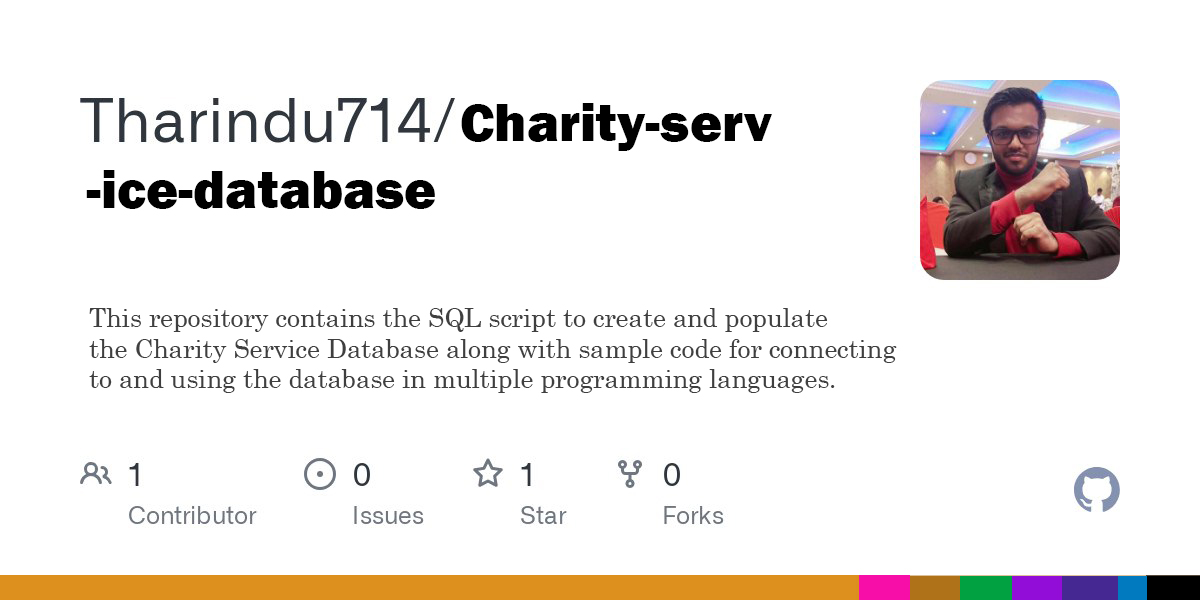 Tharindu714/Charity-serv
-ice-database
This repository contains the SQL script to create and populate
the Charity Service Database along with sample code for connecting
to and using the database in multiple programming languages.
1 0 1 0
Contributor Issues Star Forks